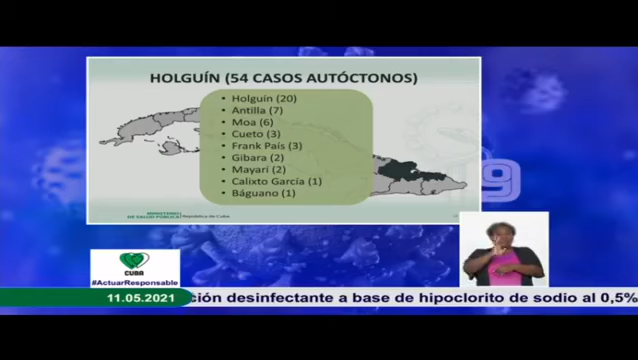 HOLGUÍN (54 CASOS AUTÓCTONOS)
• Holguín (20)
• Antilla (7)
• Moa (6)
• Cueto (3)
• Frank País (3)
• Gibara (2)
• Mayarí (2)
• Calixto García (1)
• Báguano (1)
9
MINISTERIO
DE SALUD PÚBLICA República de Cuba
CUBA
#ActuarResponsable
11.05.2021 ción desinfectante a base de hipoclorito de sodio al 0,5%